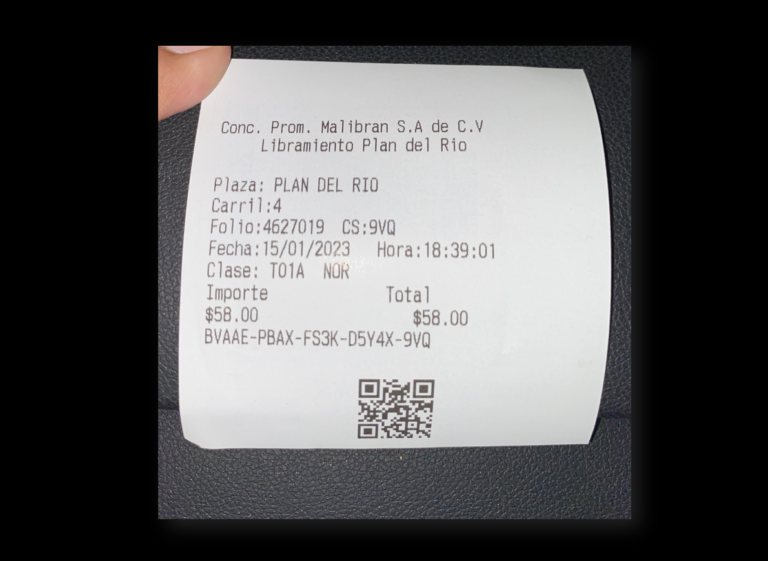 Conc. Prom. Malibran S.A de C.V
Libramiento Plan del Rio
Plaza: PLAN DEL RIO
Carril:4
Folio:4627019 CS:9VQ
Fecha:15/01/2023 Hora:18:39:01
Clase: T01A NOR
Importe Total
$58.00 $58.00
BVAAE-PBAX-FS3K-D5Y4X-9VQ